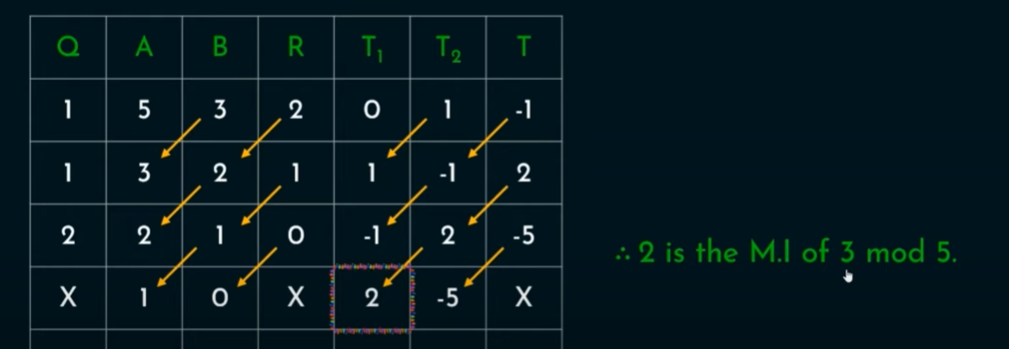 Q A B R T₁ T₂ T
1 5 3 2 0 1 -1
1 3 2 1 1 -1 2
2 2 1 0 -1 2 -5
X 1 0 X 2 -5 X
∴ 2 is the M.I of 3 mod 5.